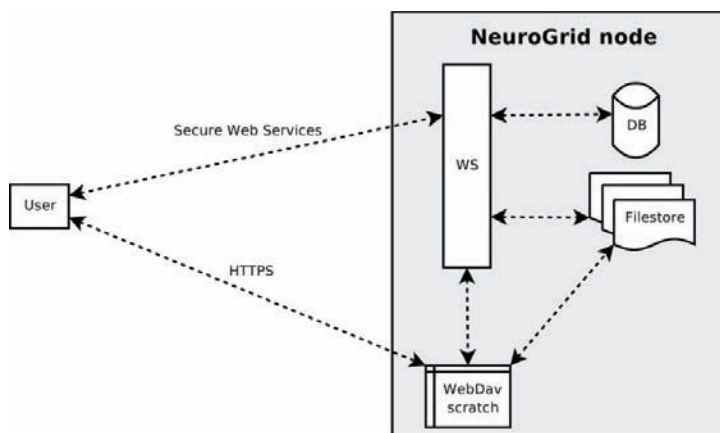 NeuroGrid node
Secure Web Services
WS
DB
User
Filestore
HTTPS
WebDav
scratch